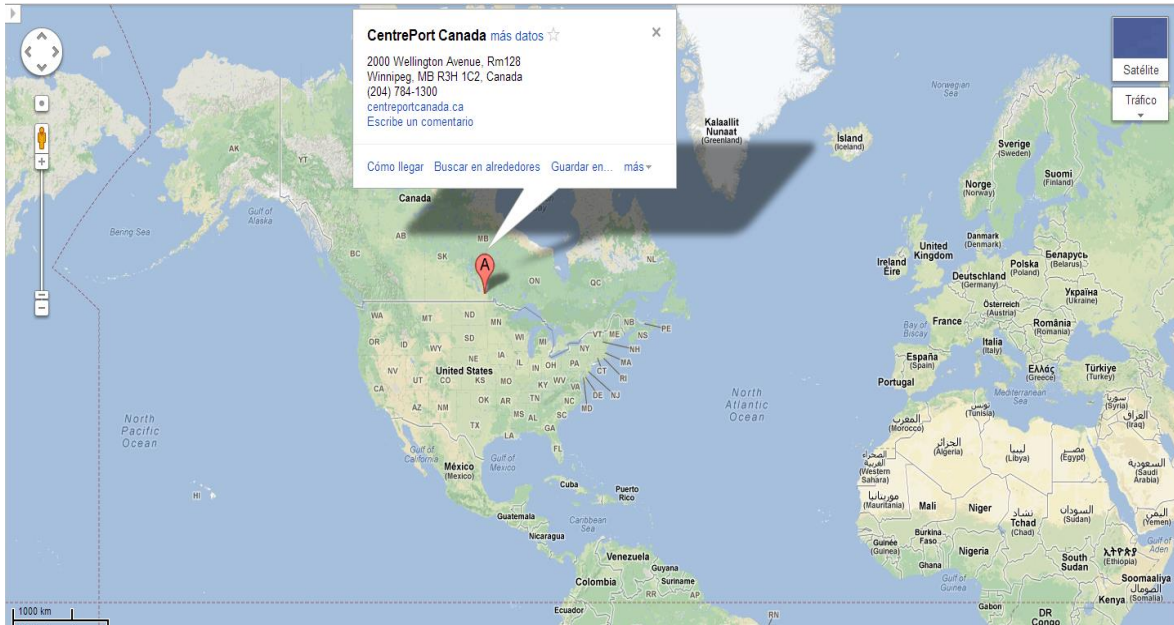 CentrePort Canada más datos
2000 Wellington Avenue, Rm128
Winnipeg, MB R3H 1C2, Canada
(204) 784-1300
centreportcanada.ca
Escribe un comentario
Cómo llegar Buscar en alrededores Guardar en... más
Satélite
Tráfico
Norwegian
Sea
Kalaallit
Nunaat
(Greenland)
Ísland
(Iceland)
Sverige
(Sweden)
Suomi
(Finland)
Norge
(Norway)
AK
YT
Canada
Gulf of
Alaska
Bering Sea
AB
BC
SK
MB
ON
QC
NL
A
Danmark
(Denmark)
United
Kingdom
Ireland
Éire
Беларусь
(Belarus)
Polska
(Poland)
Deutschland
(Germany)
Україна
(Ukraine)
Österreich
(Austria)
France
România
(Romania)
Bay of
Biscay
Italia
(Italy)
España
(Spain)
Portugal
Ελλάς
(Greece)
Türkiye
(Turkey)
Mediterranean
Sea
WA
MT
ND
MN
OR
ID
WY
SD
WI
MI
VT
ME
NB
PE
NS
NH
MA
RI
CT
NY
PA
NJ
DE
MD
NE
IA
IL
IN
OH
United States
NV
UT
CO
KS
MO
KY
WV
VA
CA
AZ
NM
OK
AR
TN
NC
SC
MS
AL
GA
TX
LA
FL
North
Pacific
Ocean
North
Atlantic
Ocean
Gulf of
California
Gulf of
Mexico
México
(Mexico)
HI
Cuba
Puerto
Rico
Guatemala
Caribbean
Sea
Nicaragua
Venezuela
Guyana
Suriname
Colombia
RR
AP
Ecuador
RN
تونس
(Tunisia)
المغرب
(Morocco)
الجزائر
(Algeria)
ليبيا
(Libya)
مصر
(Egypt)
سوريا
(Syria)
العراق
(Iraq)
الصحراء
الغربية
(Western
Sahara)
السعودية
(Saudi
Arabia)
موريتانيا
(Mauritania)
Mali
Niger
تشاد
Tchad
(Chad)
السودان
(Sudan)
اليمن
(Yemen)
Guinée
(Guinea)
Burkina
Faso
Ghana
Nigeria
South
Sudan
ኢትዮጵያ
(Ethiopia)
Gulf of
Aden
Gulf of
Guinea
Soomaaliya
الصومال
(Somalia)
Kenya
Gabon
DR
Congo
1000 km